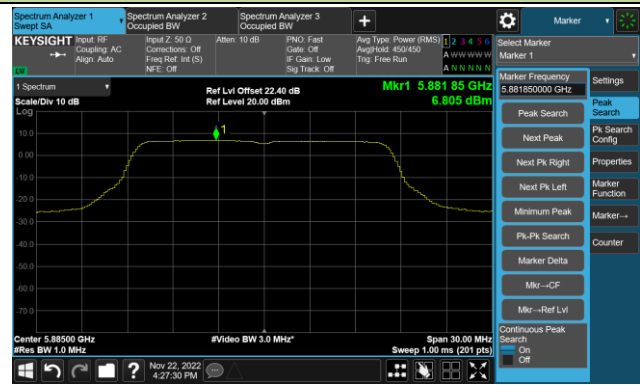 Spectrum Analyzer 1
Swept SA
Spectrum Analyzer 2
Occupied BW
Spectrum Analyzer 3
Occupied BW
Marker
KEYSIGHT
Input: RF
Coupling: AC
Align: Auto
Input Z: 50 Ω
Corrections: Off
Freq Ref: Int (S)
NFE: Off
Atten: 10 dB
PNO: Fast
Gate: Off
IF Gain: Low
Sig Track: Off
Avg Type: Power (RMS)
Avg|Hold: 450/450
Trig: Free Run
1 2 3 4 5 6
A W W W W W
A N N N N N
LW
1 Spectrum
Scale/Div 10 dB
Log
Ref Lvl Offset 22.40 dB
Ref Level 20.00 dBm
Mkr1 5.881 85 GHz
6.805 dBm
1
10.0
0.00
-10.0
-20.0
-30.0
-40.0
-50.0
-60.0
-70.0
Center 5.88500 GHz
#Res BW 1.0 MHz
#Video BW 3.0 MHz*
Span 30.00 MHz
Sweep 1.00 ms (201 pts)
Select Marker
Marker 1
Marker Frequency
5.881850000 GHz
Peak Search
Next Peak
Next Pk Right
Next Pk Left
Minimum Peak
Pk-Pk Search
Marker Delta
Mkr→CF
Mkr→Ref Lvl
Continuous Peak
Search
On
Off
Settings
Peak
Search
Pk Search
Config
Properties
Marker
Function
Marker→
Counter
?
Nov 22, 2022
4:27:30 PM